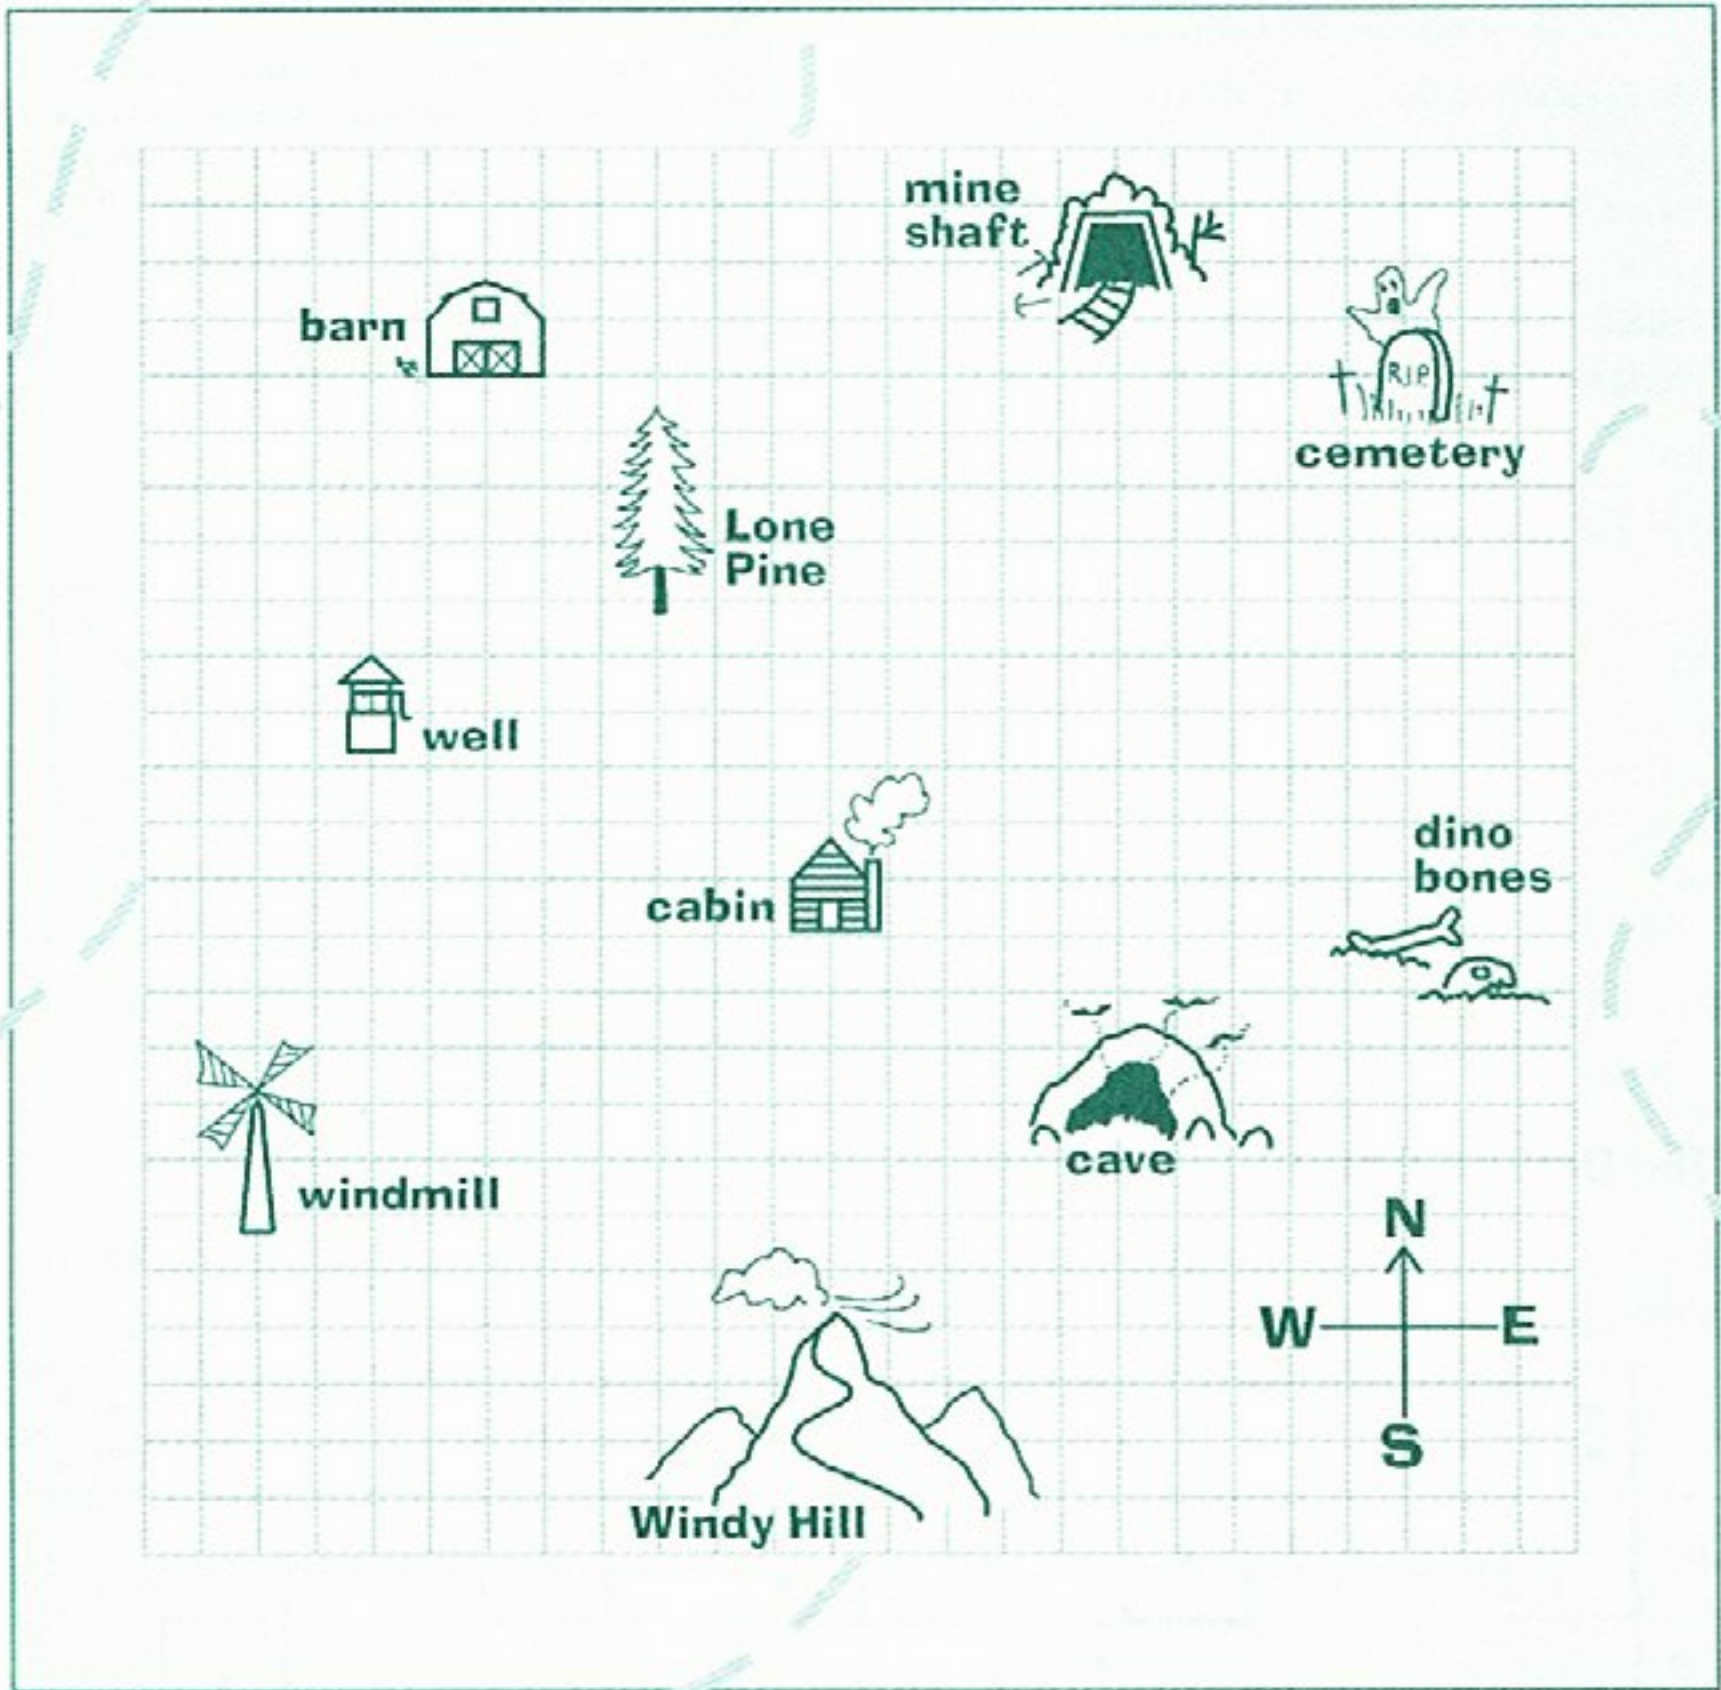 mine
shaft
barn
R.I.P.
cemetery
Lone
Pine
well
dino
bones
cabin
cave
windmill
N
W E
S
Windy Hill